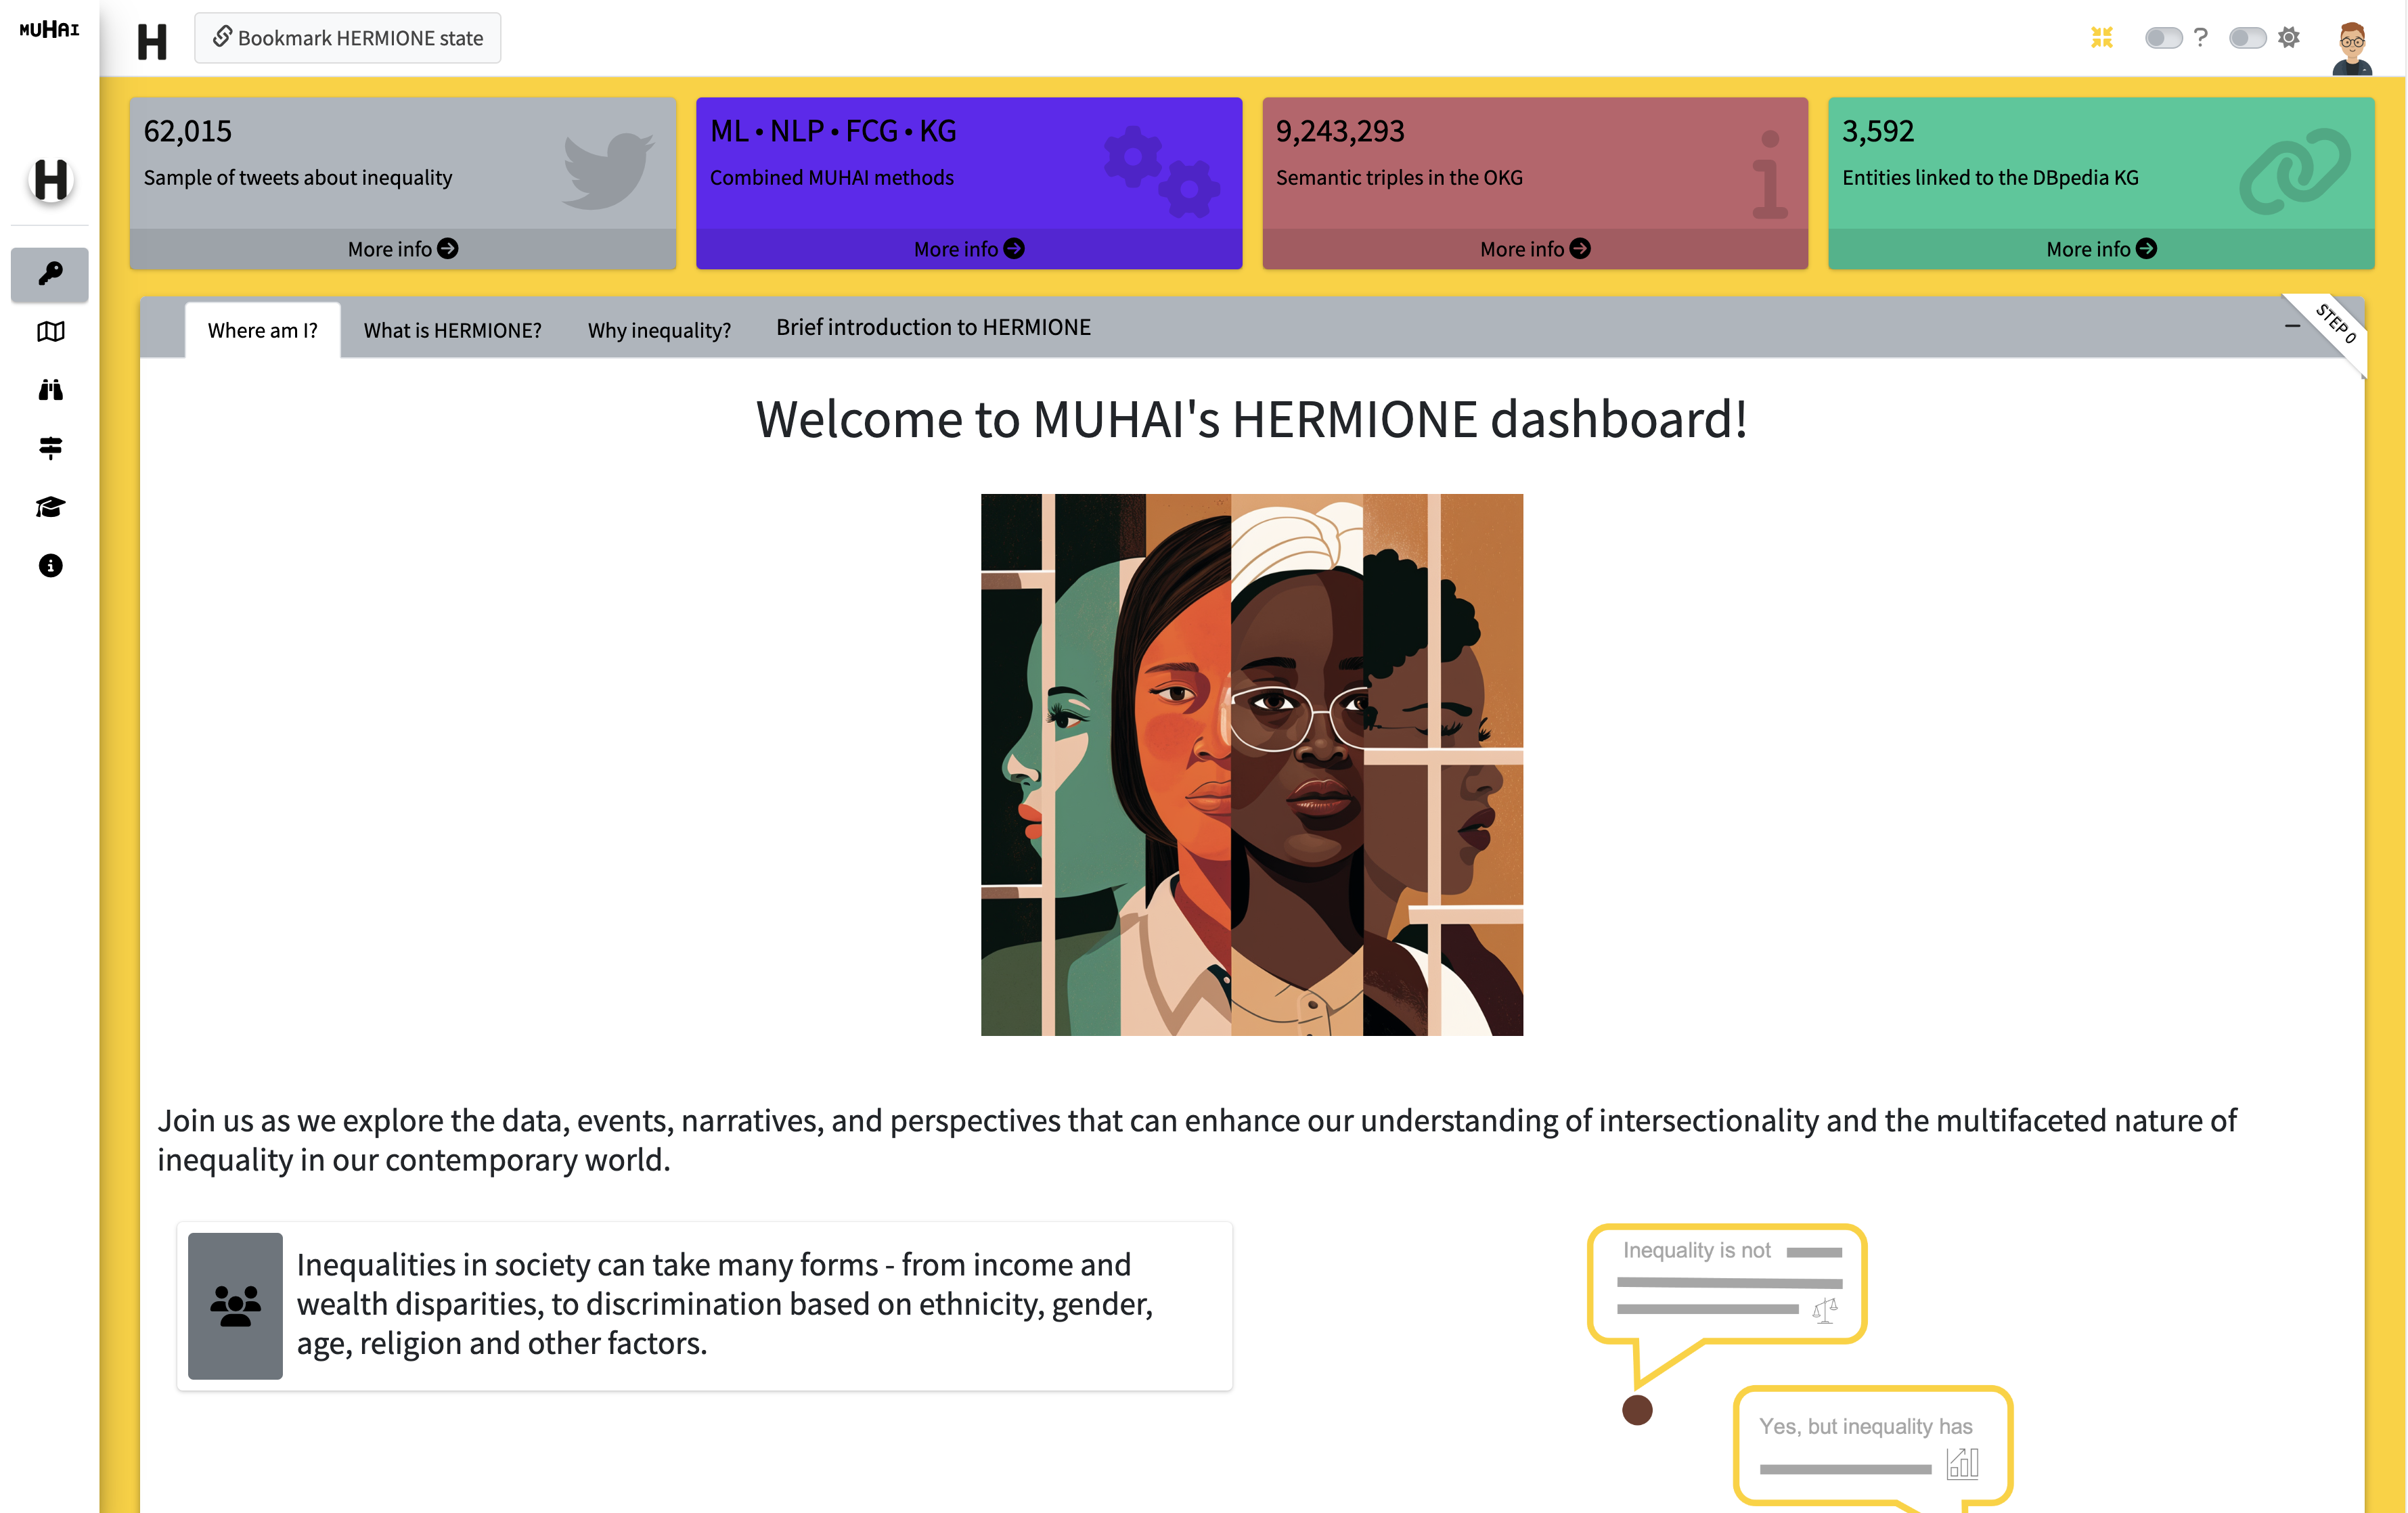 MUHAI
H
Bookmark HERMIONE state
?
62,015
Sample of tweets about inequality
More info
ML • NLP • FCG • KG
Combined MUHAI methods
More info
9,243,293
Semantic triples in the OKG
More info
3,592
Entities linked to the DBpedia KG
More info
H
Where am I?
What is HERMIONE?
Why inequality?
Brief introduction to HERMIONE
STEP 0
Welcome to MUHAI's HERMIONE dashboard!
Join us as we explore the data, events, narratives, and perspectives that can enhance our understanding of intersectionality and the multifaceted nature of
inequality in our contemporary world.
Inequalities in society can take many forms - from income and
wealth disparities, to discrimination based on ethnicity, gender,
age, religion and other factors.
Inequality is not
Yes, but inequality has